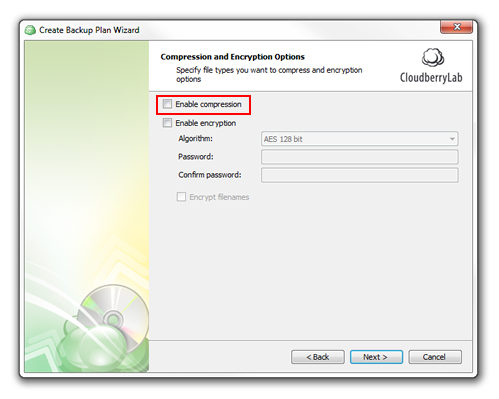 Create Backup Plan Wizard
Compression and Encryption Options
Specify file types you want to compress and encryption
options
CloudberryLab
Enable compression
Enable encryption
Algorithm:
AES 128 bit
Password:
Confirm password:
Encrypt filenames
< Back
Next >
Cancel